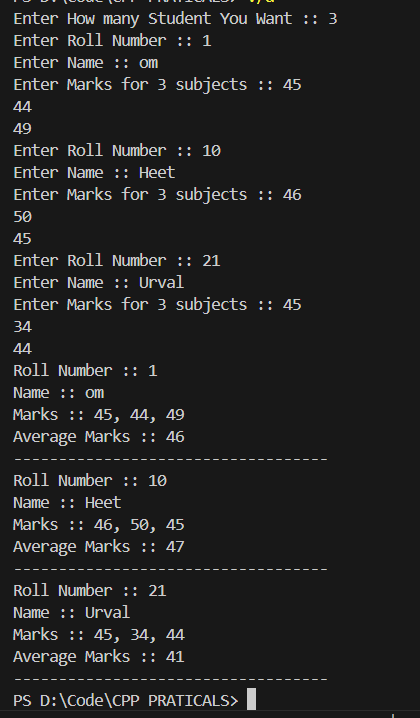 PS D:\Code\CPP PRATICALS> ./a
Enter How many Student You Want :: 3
Enter Roll Number :: 1
Enter Name :: om
Enter Marks for 3 subjects :: 45
44
49
Enter Roll Number :: 10
Enter Name :: Heet
Enter Marks for 3 subjects :: 46
50
45
Enter Roll Number :: 21
Enter Name :: Urval
Enter Marks for 3 subjects :: 45
34
44
Roll Number :: 1
Name :: om
Marks :: 45, 44, 49
Average Marks :: 46
-----------------------------------
Roll Number :: 10
Name :: Heet
Marks :: 46, 50, 45
Average Marks :: 47
-----------------------------------
Roll Number :: 21
Name :: Urval
Marks :: 45, 34, 44
Average Marks :: 41
-----------------------------------
PS D:\Code\CPP PRATICALS>